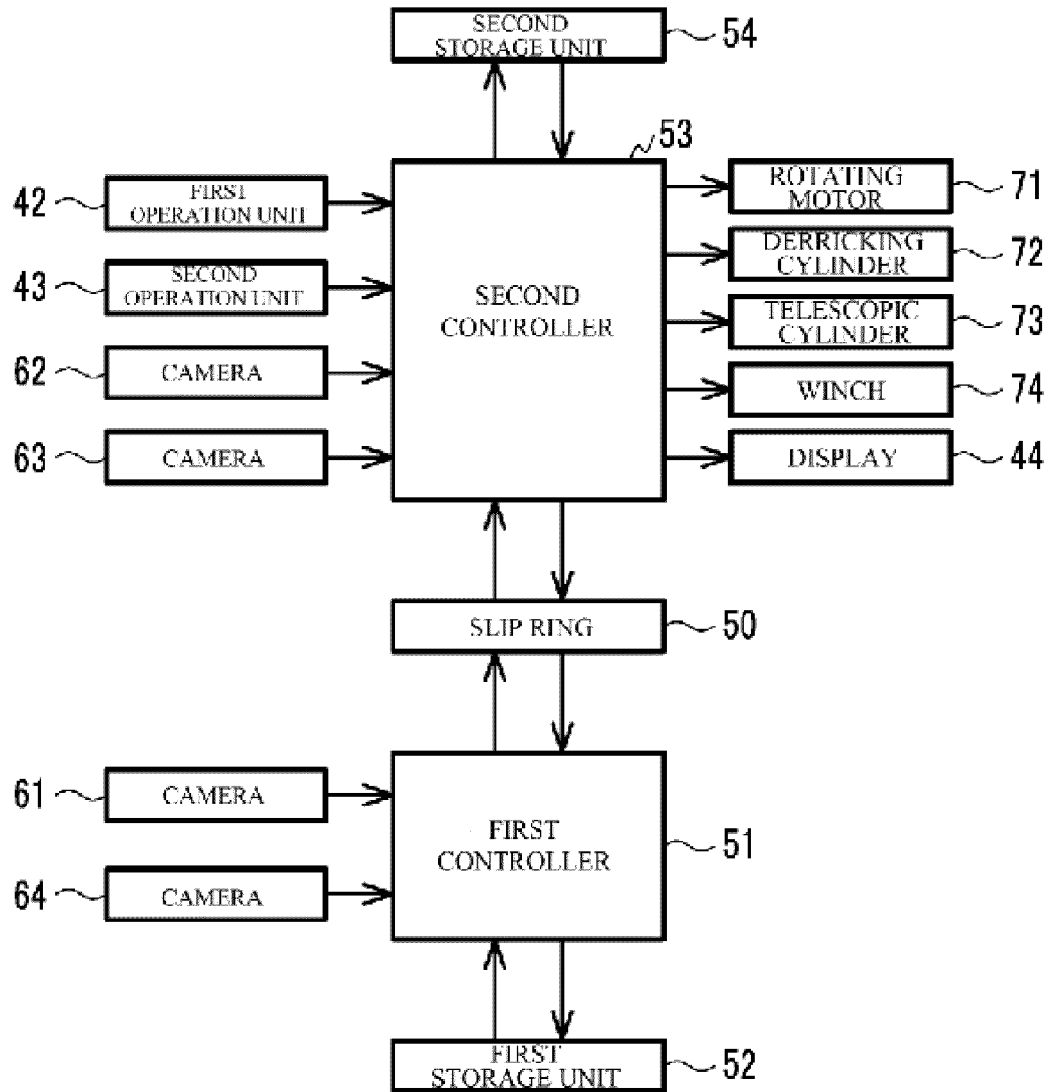 SECOND
STORAGE UNIT
54
53
FIRST
OPERATION UNIT
42
ROTATING
MOTOR
71
SECOND
OPERATION UNIT
43
DERRICKING
CYLINDER
72
SECOND
CONTROLLER
TELESCOPIC
CYLINDER
73
62
CAMERA
WINCH
74
63
CAMERA
DISPLAY
44
SLIP RING
50
61
CAMERA
FIRST
CONTROLLER
51
64
CAMERA
FIRST
STORAGE UNIT
52